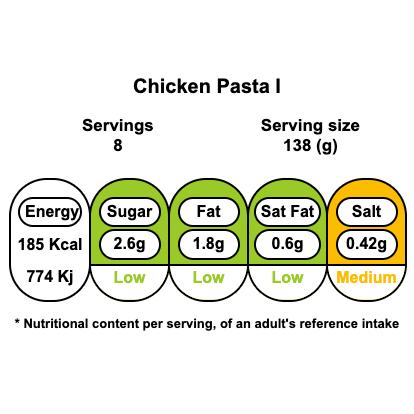 Chicken Pasta I
Servings Serving size
8 138 (g)
Energy Sugar Fat Sat Fat Salt
185 Kcal 2.6g 1.8g 0.6g 0.42g
774 Kj Low Low Low Medium
* Nutritional content per serving, of an adult's reference intake